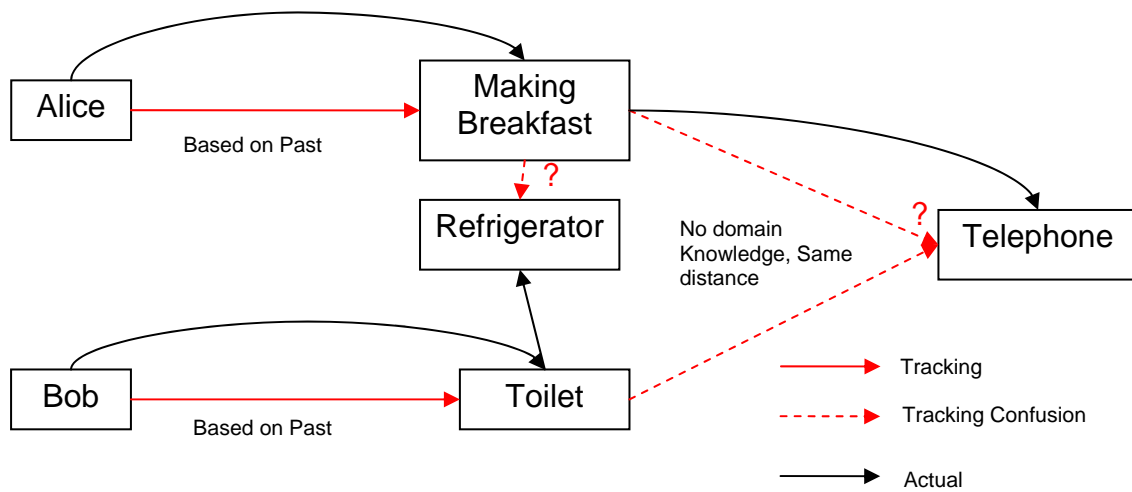 Alice
Making
Breakfast
Based on Past
?
Refrigerator
?
No domain
Knowledge, Same
distance
Telephone
Bob
Toilet
Based on Past
Tracking
Tracking Confusion
Actual